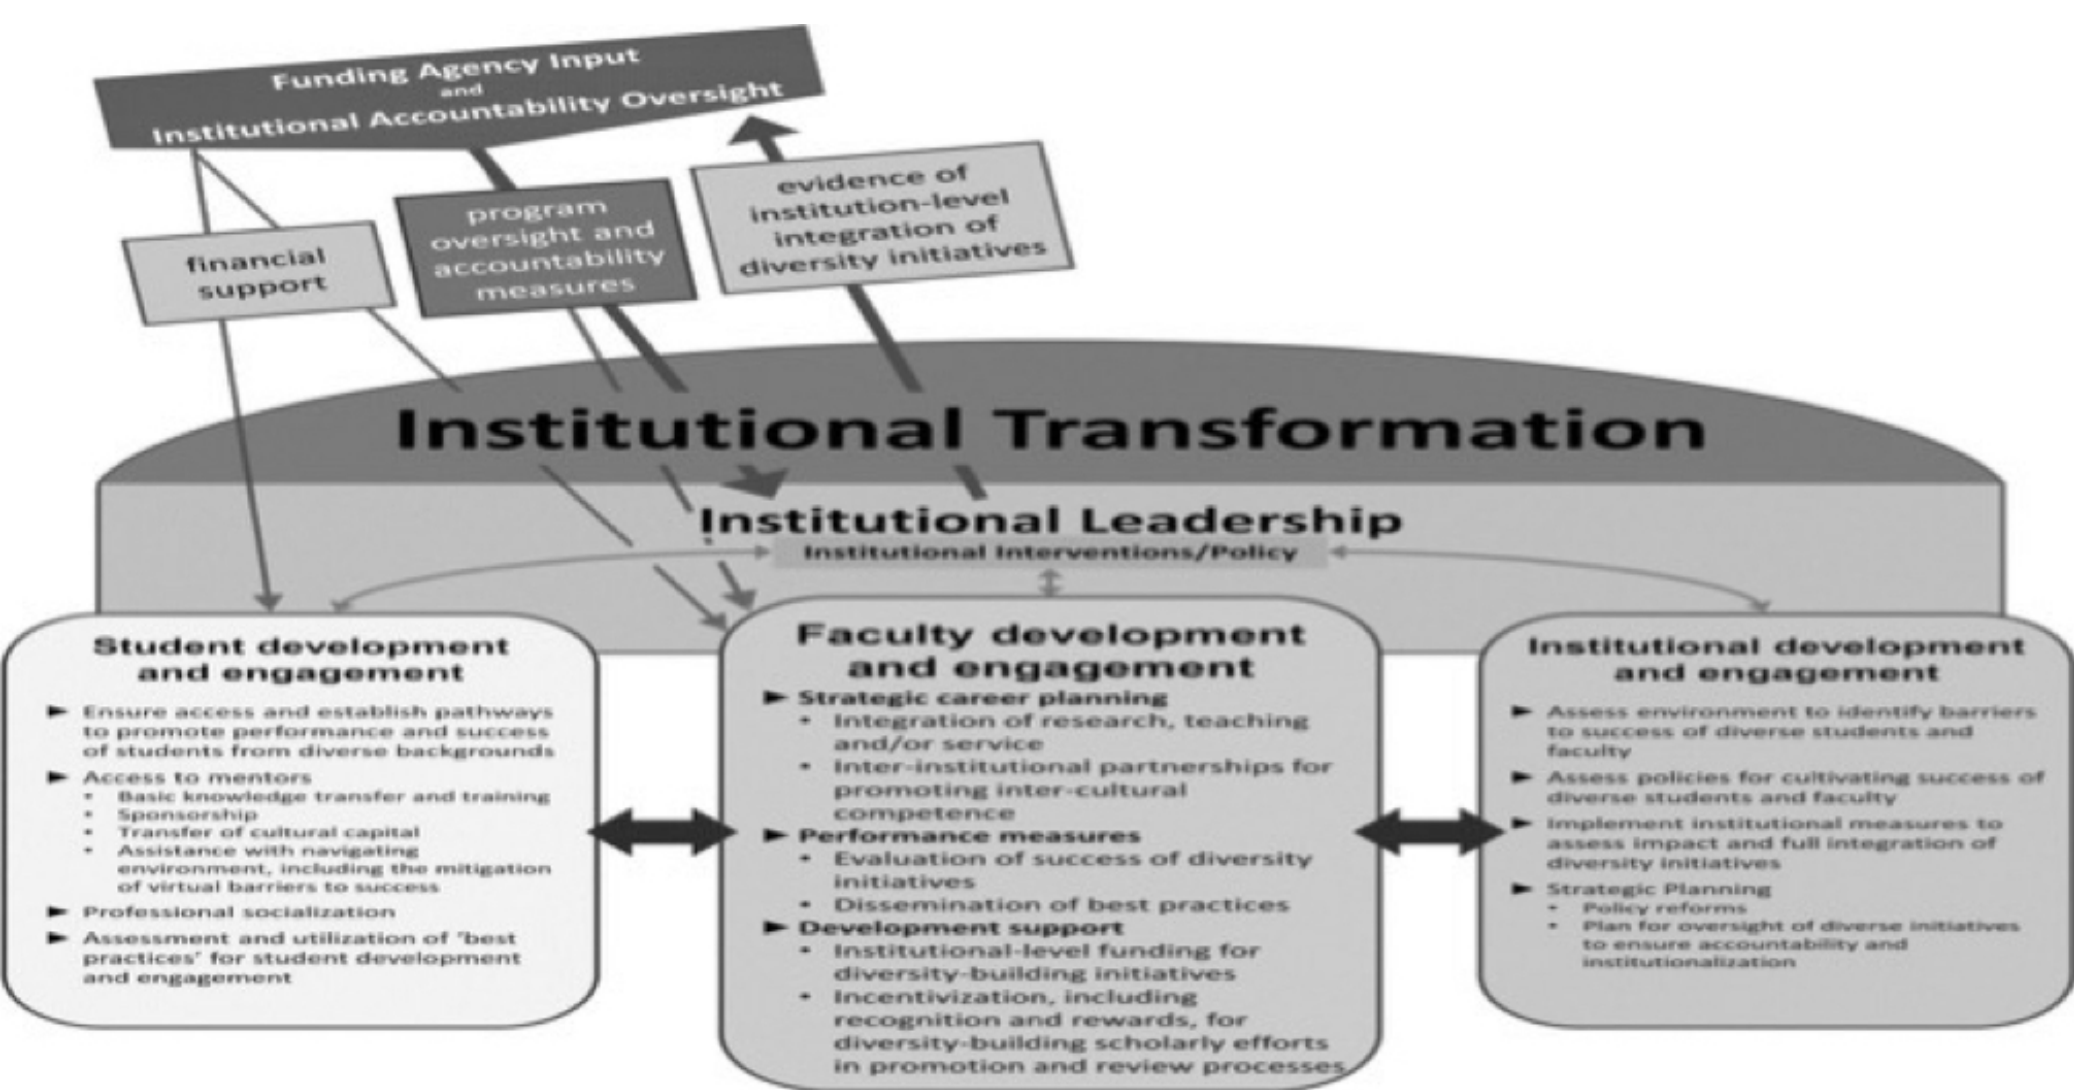 Funding Agency Input
and
Institutional Accountability Oversight
financial
support
program
oversight and
accountability
measures
evidence of
institution-level
integration of
diversity initiatives
Institutional Transformation
Institutional Leadership
Institutional Interventions/Policy
Student development
and engagement
► Ensure access and establish pathways
to promote performance and success
of students from diverse backgrounds
► Access to mentors
• Basic knowledge transfer and training
• Sponsorship
• Transfer of cultural capital
• Assistance with navigating
environment, including the mitigation
of virtual barriers to success
► Professional socialization
► Assessment and utilization of 'best
practices' for student development
and engagement
Faculty development
and engagement
► Strategic career planning
• Integration of research, teaching
and/or service
• Inter-institutional partnerships for
promoting inter-cultural
competence
► Performance measures
• Evaluation of success of diversity
initiatives
• Dissemination of best practices
► Development support
• Institutional-level funding for
diversity-building initiatives
• Incentivization, including
recognition and rewards, for
diversity-building scholarly efforts
in promotion and review processes
Institutional development
and engagement
► Assess environment to identify barriers
to success of diverse students and
faculty
► Assess policies for cultivating success of
diverse students and faculty
► Implement institutional measures to
assess impact and full integration of
diversity initiatives
► Strategic Planning
• Policy reforms
• Plan for oversight of diverse initiatives
to ensure accountability and
institutionalization